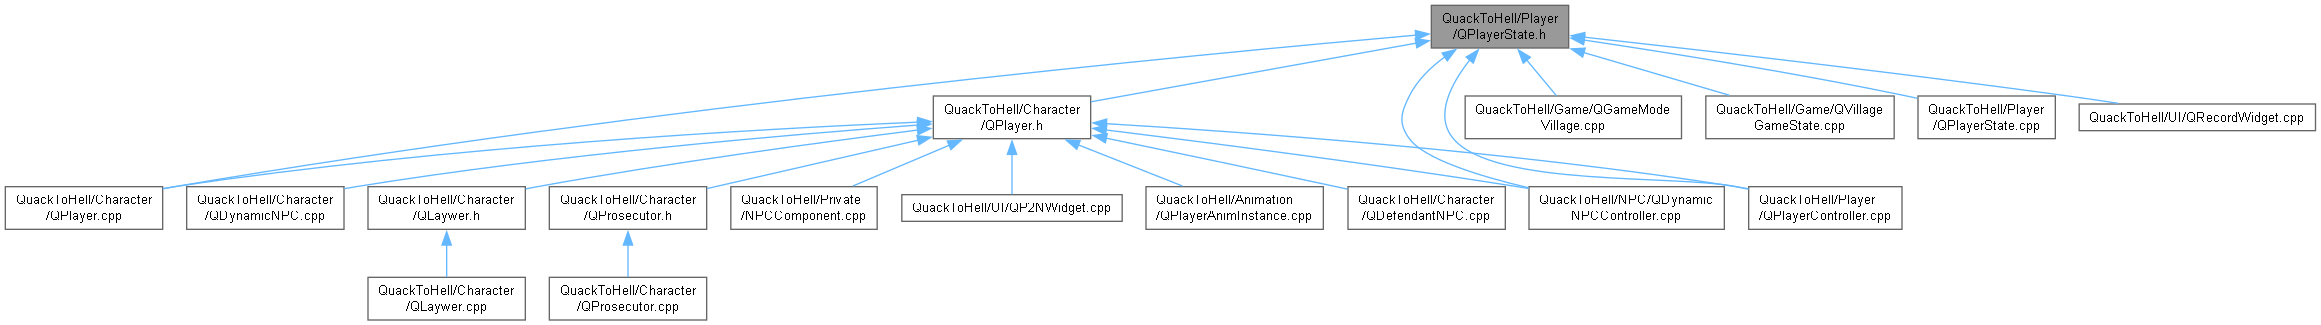 QuackToHell/Player
/QPlayerState.h
QuackToHell/Character
/QPlayer.h
QuackToHell/Game/QGameMode
Village.cpp
QuackToHell/Game/QVillage
GameState.cpp
QuackToHell/Player
/QPlayerState.cpp
QuackToHell/UI/QRecordWidget.cpp
QuackToHell/Character
/QPlayer.cpp
QuackToHell/Character
/QDynamicNPC.cpp
QuackToHell/Character
/QLaywer.h
QuackToHell/Character
/QProsecutor.h
QuackToHell/Private
/NPCComponent.cpp
QuackToHell/UI/QP2NWidget.cpp
QuackToHell/Animation
/QPlayerAnimInstance.cpp
QuackToHell/Character
/QDefendantNPC.cpp
QuackToHell/NPC/QDynamic
NPCController.cpp
QuackToHell/Player
/QPlayerController.cpp
QuackToHell/Character
/QLaywer.cpp
QuackToHell/Character
/QProsecutor.cpp